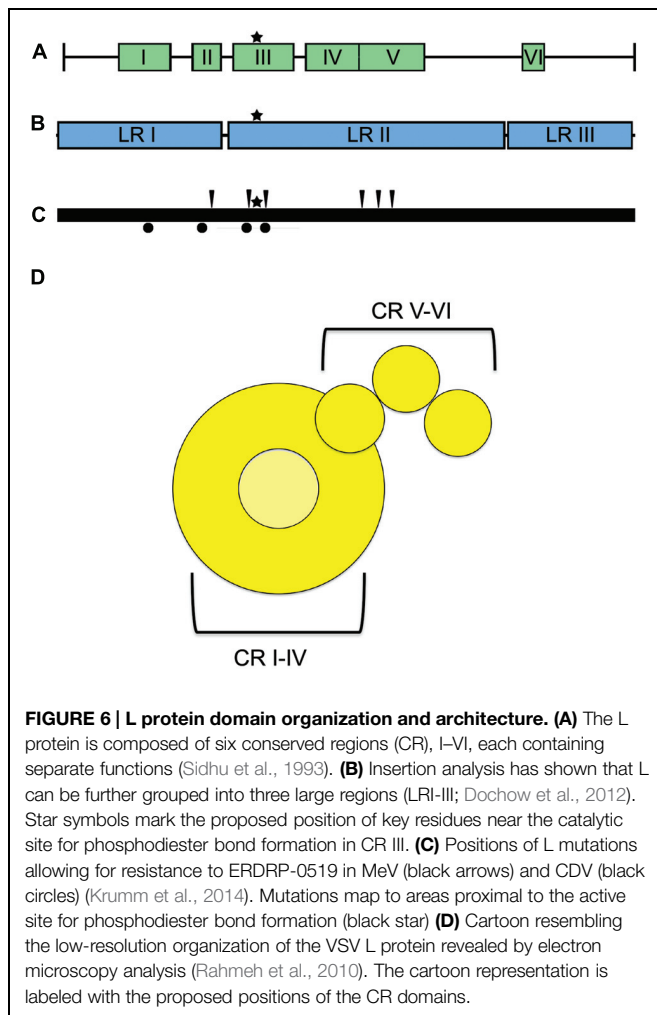 A
I II III IV V VI
B
LR I LR II LR III
C
D
CR V-VI
CR I-IV
FIGURE 6 | L protein domain organization and architecture. (A) The L
protein is composed of six conserved regions (CR), I–VI, each containing
separate functions (Sidhu et al., 1993). (B) Insertion analysis has shown that L
can be further grouped into three large regions (LRI-III; Dochow et al., 2012).
Star symbols mark the proposed position of key residues near the catalytic
site for phosphodiester bond formation in CR III. (C) Positions of L mutations
allowing for resistance to ERDRP-0519 in MeV (black arrows) and CDV (black
circles) (Krumm et al., 2014). Mutations map to areas proximal to the active
site for phosphodiester bond formation (black star) (D) Cartoon resembling
the low-resolution organization of the VSV L protein revealed by electron
microscopy analysis (Rahmeh et al., 2010). The cartoon representation is
labeled with the proposed positions of the CR domains.